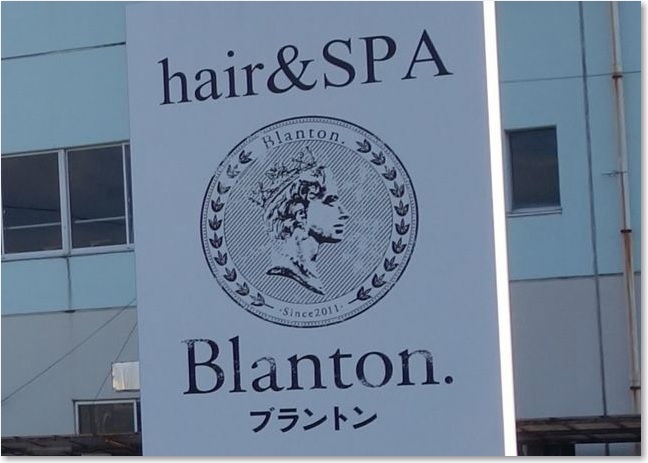 hair&SPA
Blanton.
·Since2011·
Blanton.
ブラントン